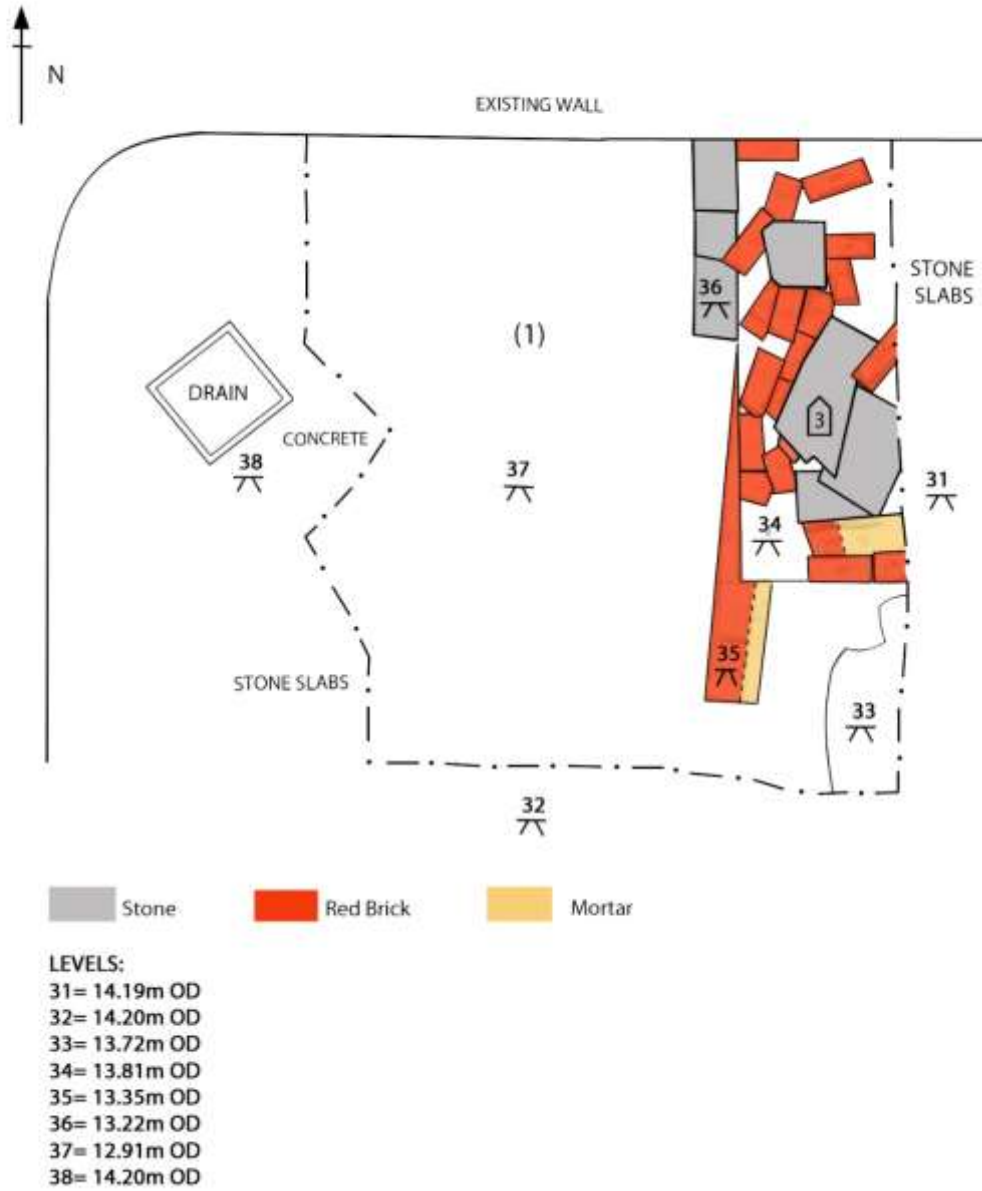 N
EXISTING WALL
STONE
SLABS
36
(1)
DRAIN
3
CONCRETE
38
37
31
34
35
STONE SLABS
33
32
Stone
Red Brick
Mortar
LEVELS:
31= 14.19m OD
32= 14.20m OD
33= 13.72m OD
34= 13.81m OD
35= 13.35m OD
36= 13.22m OD
37= 12.91m OD
38= 14.20m OD